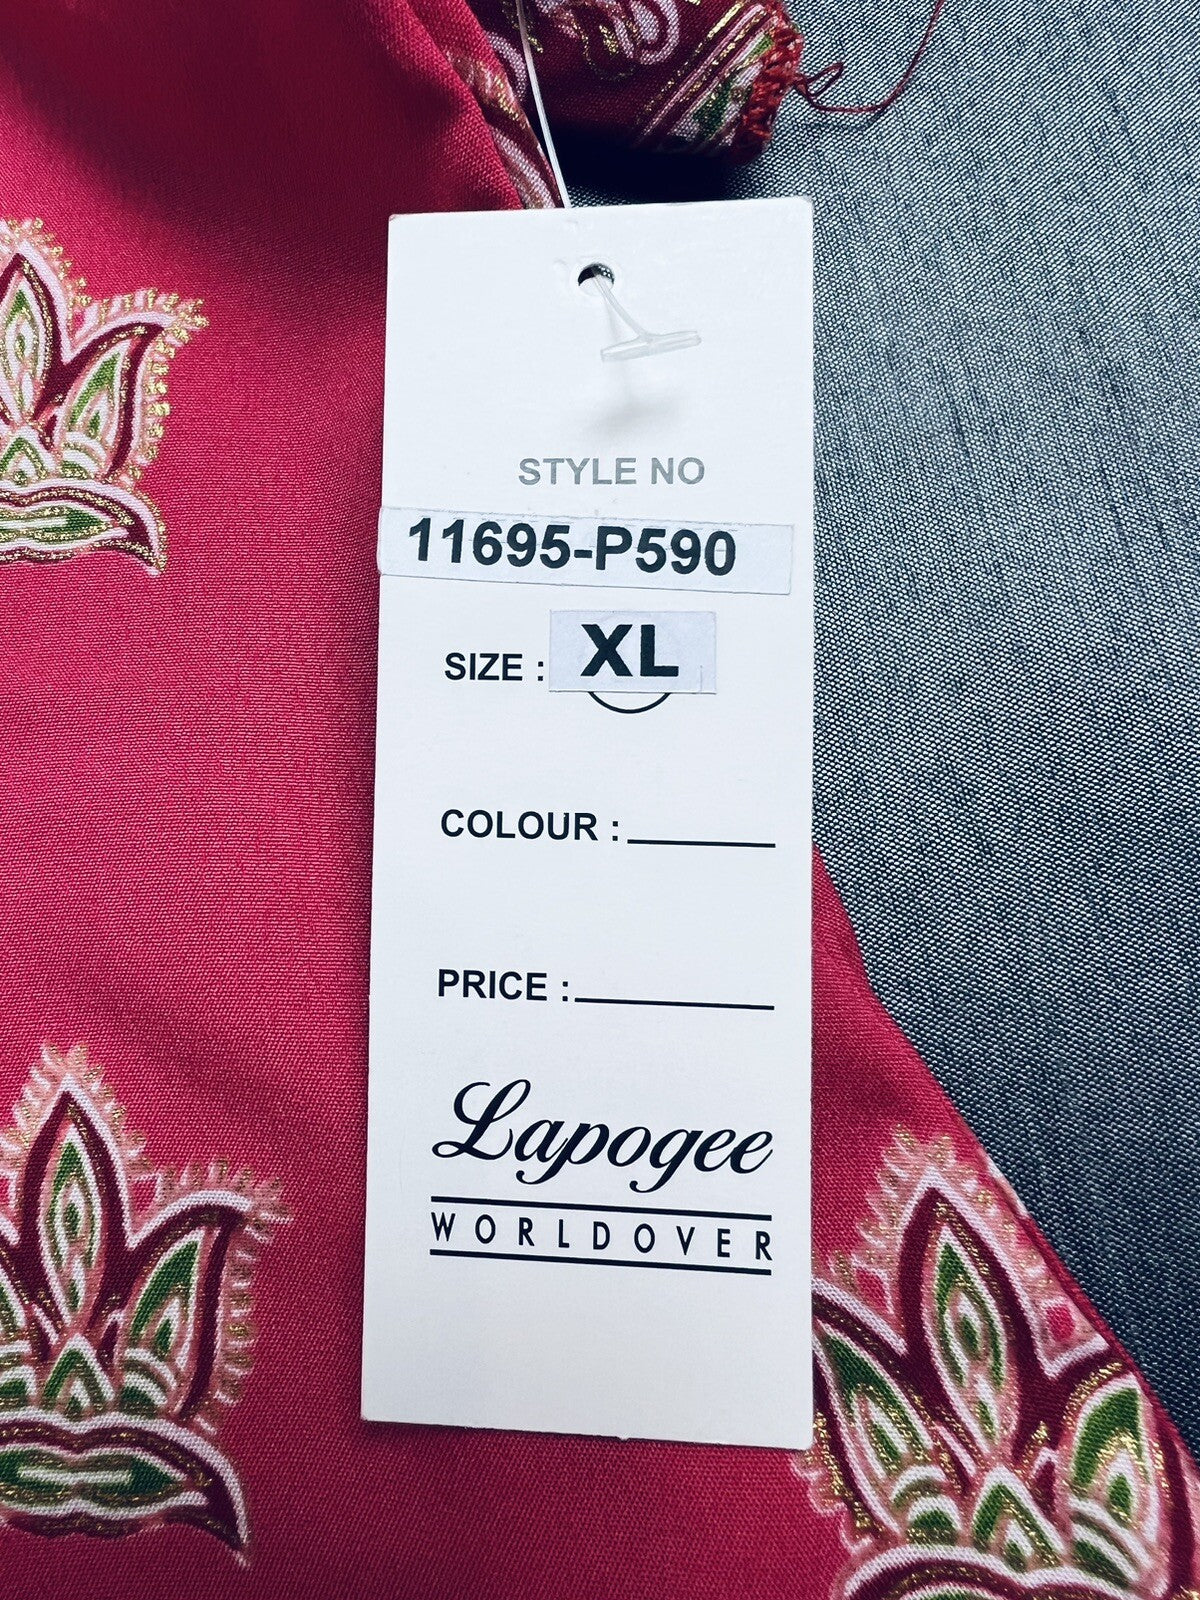 STYLE NO
11695-P590
SIZE : XL
COLOUR :
PRICE :
Lapogee
WORLDOVER